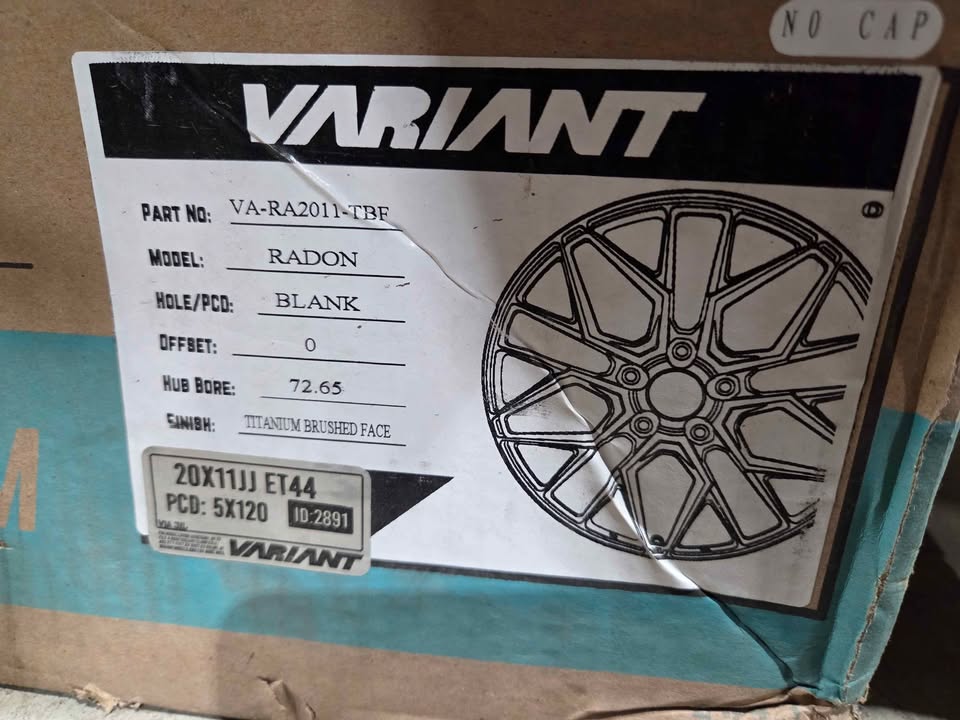 NO CAP
VARIANT
PART NO: VA-RA2011-TBF
MODEL: RADON
HOLE/PCD: BLANK
OFFSET: 0
HUB BORE: 72.65
FINISH: TITANIUM BRUSHED FACE
20X11JJ ET44
PCD: 5X120 ID:2891
VARIANT
M